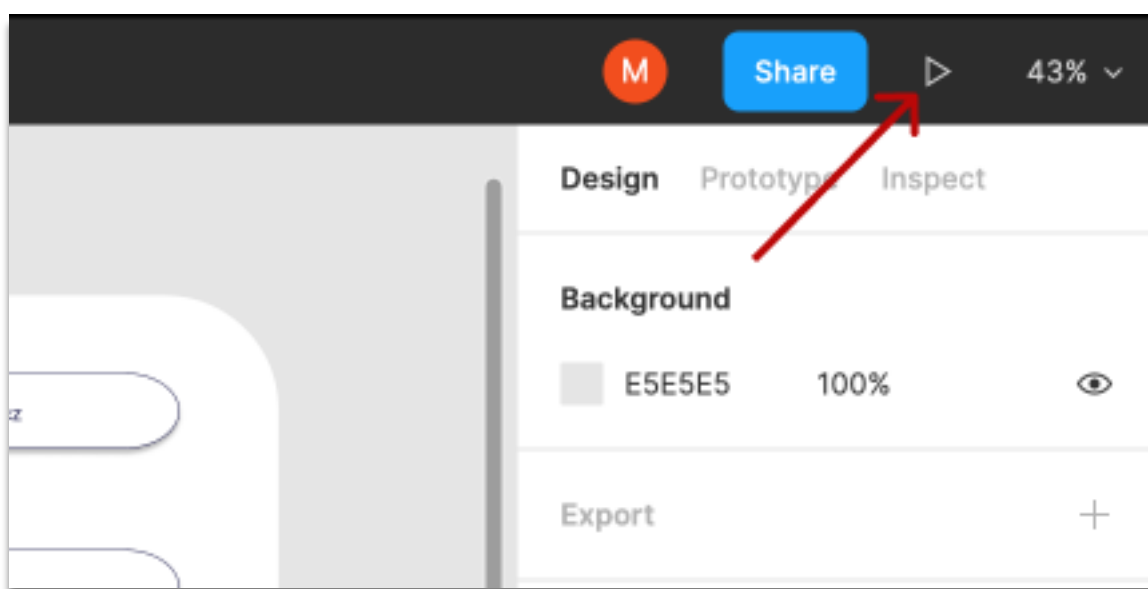 M Share 43%
Design Prototype Inspect
Background
E5E5E5 100%
z
Export